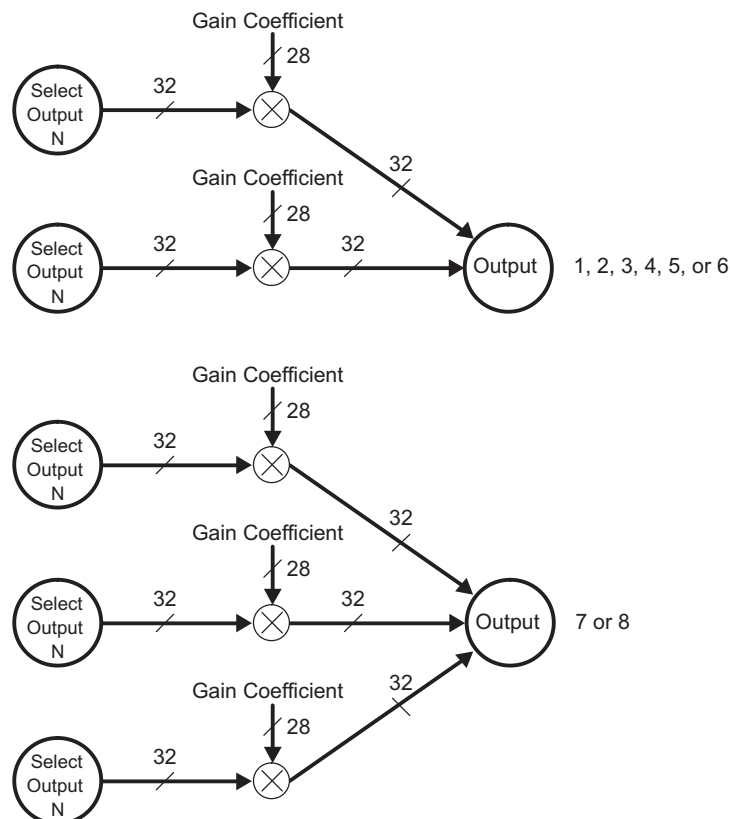 Gain Coefficient
28
Select
Output
N
32
32
Gain Coefficient
28
Select
Output
N
32
32
Output
1, 2, 3, 4, 5, or 6
Gain Coefficient
28
Select
Output
N
32
32
Gain Coefficient
28
Select
Output
N
32
32
Output
7 or 8
Gain Coefficient
28
Select
Output
N
32
32